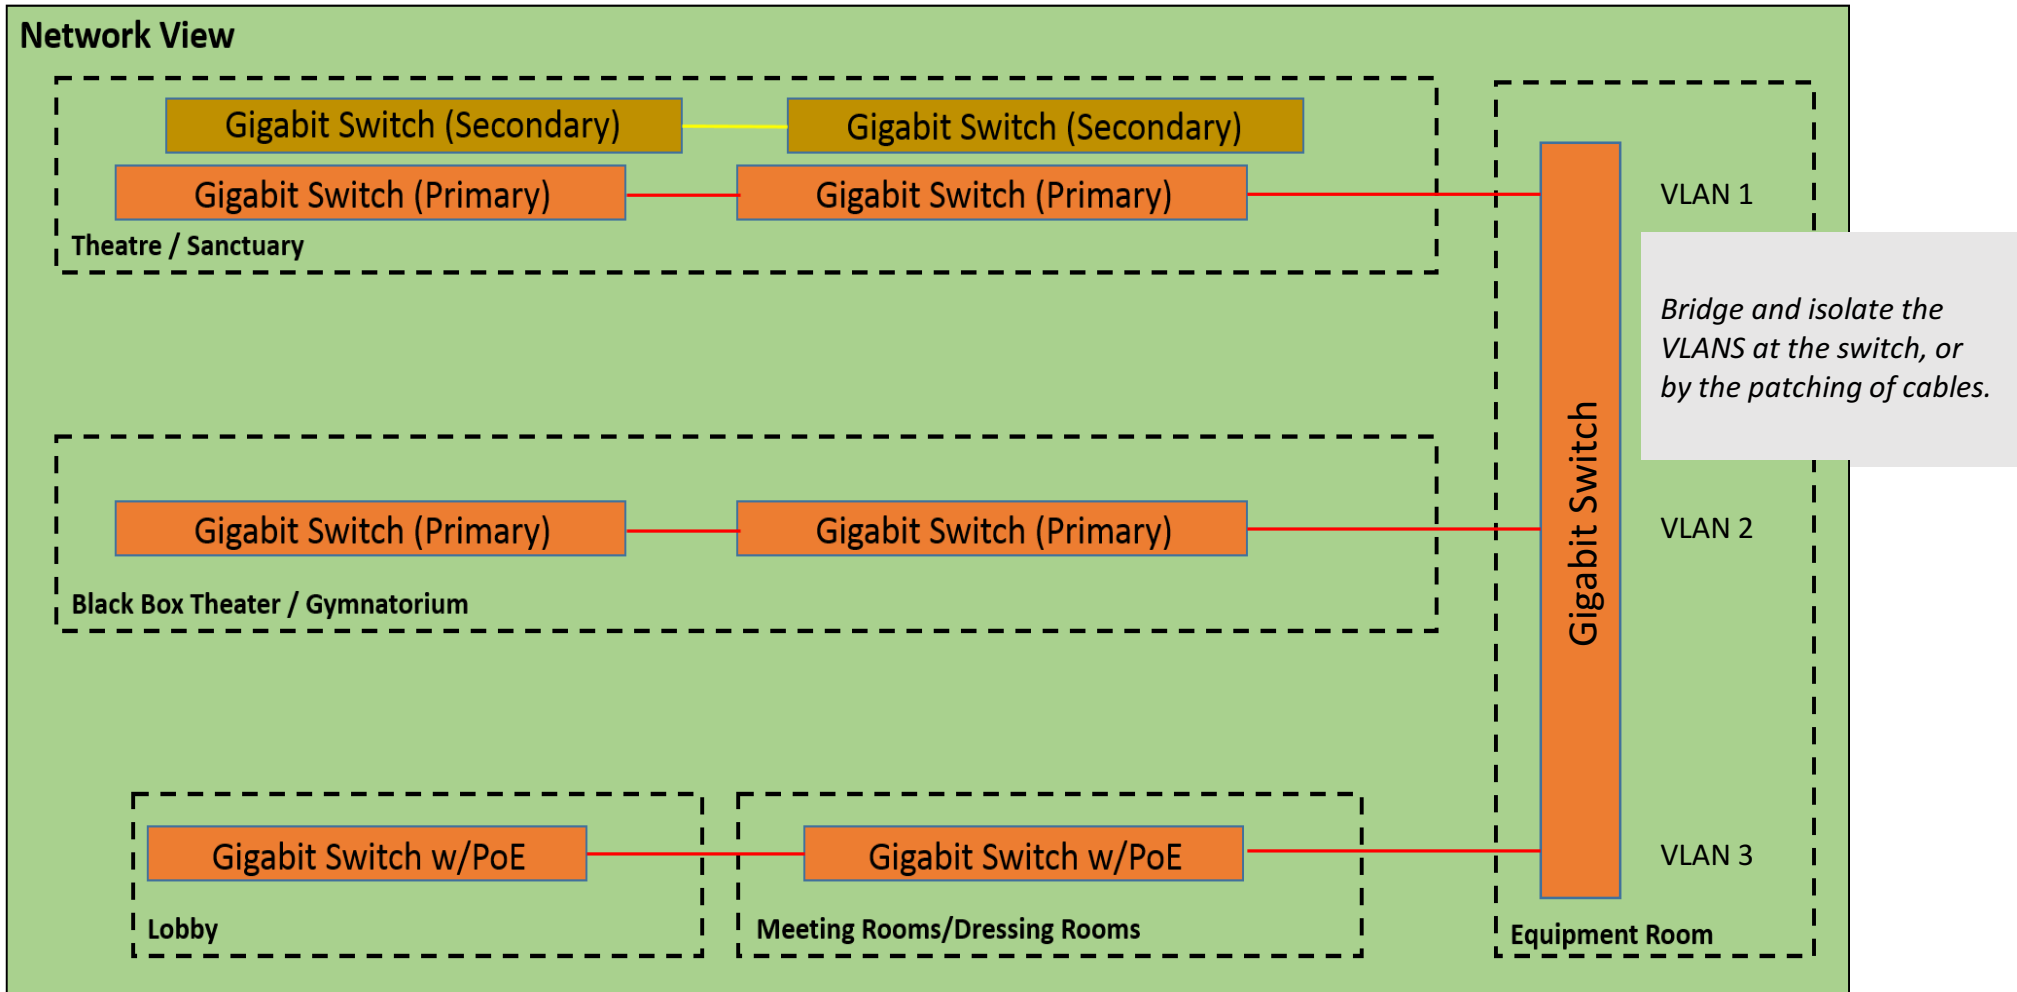 Network View
Gigabit Switch (Secondary)
Gigabit Switch (Secondary)
Gigabit Switch (Primary)
Gigabit Switch (Primary)
VLAN 1
Theatre / Sanctuary
Bridge and isolate the
VLANS at the switch, or
by the patching of cables.
Gigabit Switch
Gigabit Switch (Primary)
Gigabit Switch (Primary)
VLAN 2
Black Box Theater / Gymnatorium
Gigabit Switch w/PoE
Gigabit Switch w/PoE
VLAN 3
Lobby
Meeting Rooms/Dressing Rooms
Equipment Room